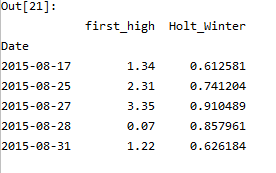 Out[21]:
first_high Holt_Winter
Date
2015-08-17 1.34 0.612581
2015-08-25 2.31 0.741204
2015-08-27 3.35 0.910489
2015-08-28 0.07 0.857961
2015-08-31 1.22 0.626184